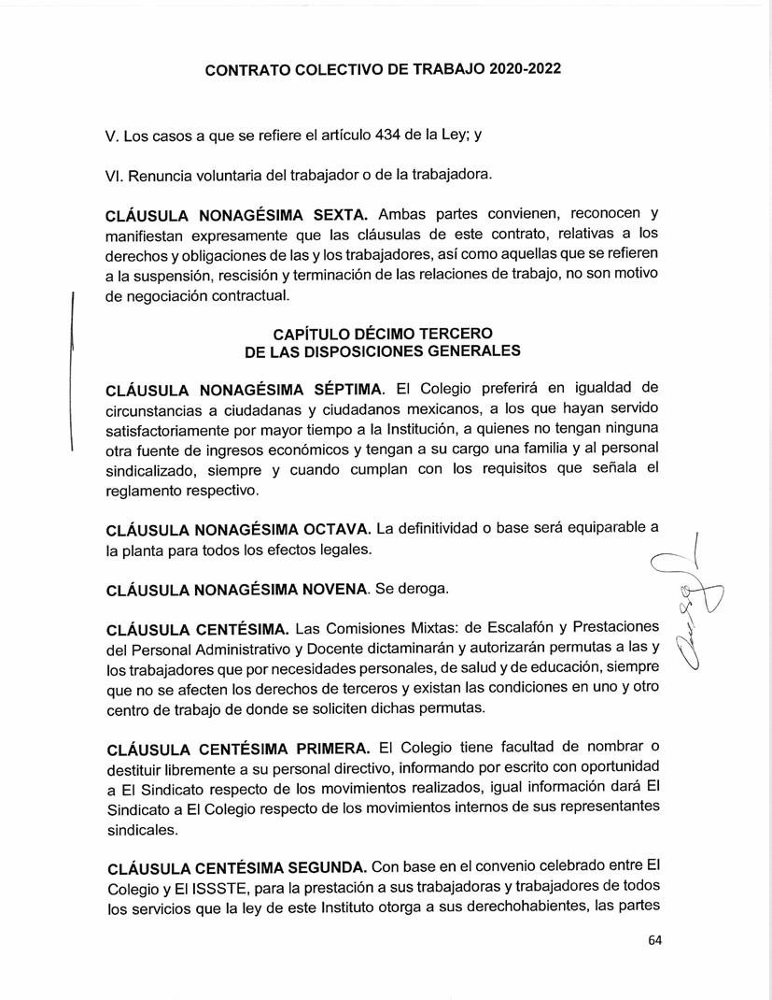 CONTRATO COLECTIVO DE TRABAJO 2020-2022
V. Los casos a que se refiere el artículo 434 de la Ley; y
VI. Renuncia voluntaria del trabajador o de la trabajadora.
CLÁUSULA NONAGÉSIMA SEXTA. Ambas partes convienen, reconocen y
manifiestan expresamente que las cláusulas de este contrato, relativas a los
derechos y obligaciones de las y los trabajadores, así como aquellas que se refieren
a la suspensión, rescisión y terminación de las relaciones de trabajo, no son motivo
de negociación contractual.
CAPÍTULO DÉCIMO TERCERO
DE LAS DISPOSICIONES GENERALES
CLÁUSULA NONAGÉSIMA SÉPTIMA. El Colegio preferirá en igualdad de
circunstancias a ciudadanas y ciudadanos mexicanos, a los que hayan servido
satisfactoriamente por mayor tiempo a la Institución, a quienes no tengan ninguna
otra fuente de ingresos económicos y tengan a su cargo una familia y al personal
sindicalizado, siempre y cuando cumplan con los requisitos que señala el
reglamento respectivo.
CLÁUSULA NONAGÉSIMA OCTAVA. La definitividad o base será equiparable a
la planta para todos los efectos legales.
CLÁUSULA NONAGÉSIMA NOVENA. Se deroga.
CLÁUSULA CENTÉSIMA. Las Comisiones Mixtas: de Escalafón y Prestaciones
del Personal Administrativo y Docente dictaminarán y autorizarán permutas a las y
los trabajadores que por necesidades personales, de salud y de educación, siempre
que no se afecten los derechos de terceros y existan las condiciones en uno y otro
centro de trabajo de donde se soliciten dichas permutas.
CLÁUSULA CENTÉSIMA PRIMERA. El Colegio tiene facultad de nombrar o
destituir libremente a su personal directivo, informando por escrito con oportunidad
a El Sindicato respecto de los movimientos realizados, igual información dará El
Sindicato a El Colegio respecto de los movimientos internos de sus representantes
sindicales.
CLÁUSULA CENTÉSIMA SEGUNDA. Con base en el convenio celebrado entre El
Colegio y El ISSSTE, para la prestación a sus trabajadoras y trabajadores de todos
los servicios que la ley de este Instituto otorga a sus derechohabientes, las partes
64